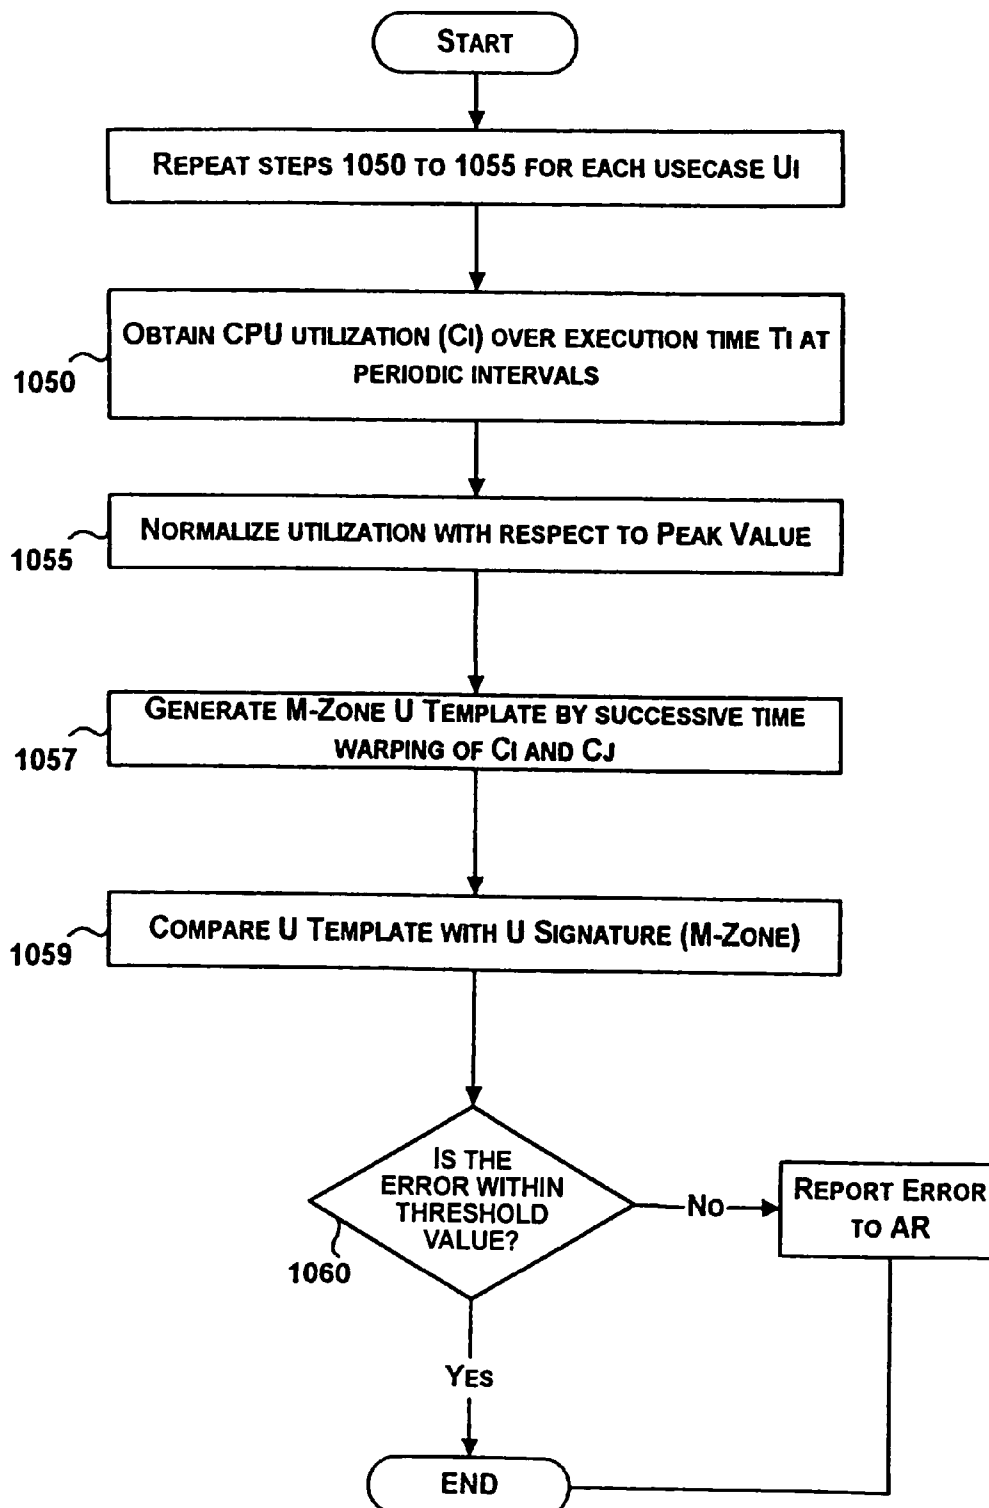 START
REPEAT STEPS 1050 TO 1055 FOR EACH USECASE UI
OBTAIN CPU UTILIZATION (CI) OVER EXECUTION TIME TI AT
PERIODIC INTERVALS
1050
NORMALIZE UTILIZATION WITH RESPECT TO PEAK VALUE
1055
GENERATE M-ZONE U TEMPLATE BY SUCCESSIVE TIME
WARPING OF CI AND CJ
1057
COMPARE U TEMPLATE WITH U SIGNATURE (M-ZONE)
1059
IS THE
ERROR WITHIN
THRESHOLD
VALUE?
1060
NO
REPORT ERROR
TO AR
YES
END